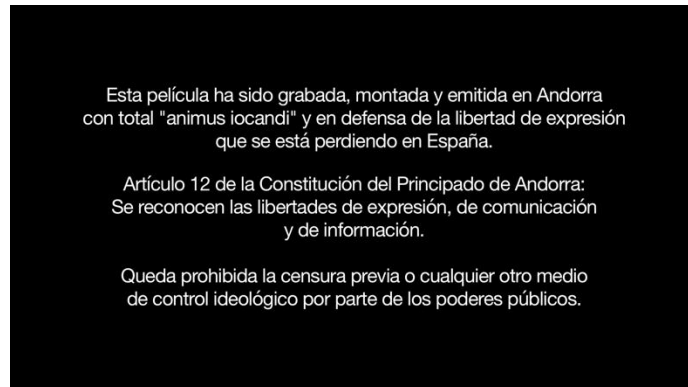 Esta película ha sido grabada, montada y emitida en Andorra
con total "animus iocandi" y en defensa de la libertad de expresión
que se está perdiendo en España.
Artículo 12 de la Constitución del Principado de Andorra:
Se reconocen las libertades de expresión, de comunicación
y de información.
Queda prohibida la censura previa o cualquier otro medio
de control ideológico por parte de los poderes públicos.